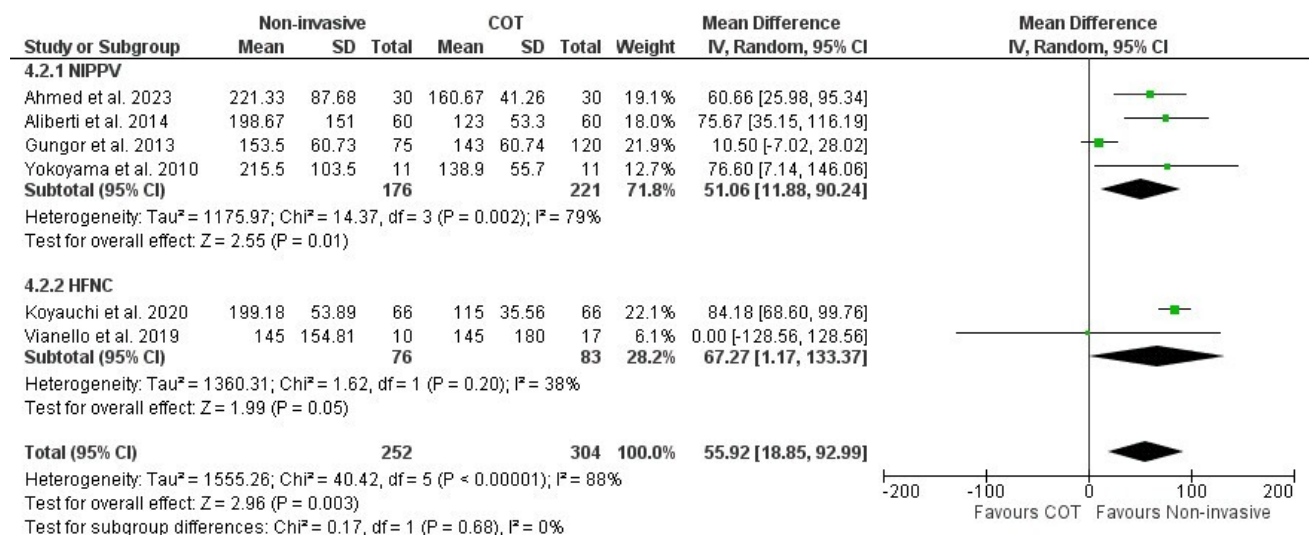 Non-invasive COT Mean Difference Mean Difference
Study or Subgroup Mean SD Total Mean SD Total Weight IV, Random, 95% CI IV, Random, 95% CI
4.2.1 NIPPV
Ahmed et al. 2023 221.33 87.68 30 160.67 41.26 30 19.1% 60.66 [25.98, 95.34]
Aliberti et al. 2014 198.67 151 60 123 53.3 60 18.0% 75.67 [35.15, 116.19]
Gungor et al. 2013 153.5 60.73 75 143 60.74 120 21.9% 10.50 [-7.02, 28.02]
Yokoyama et al. 2010 215.5 103.5 11 138.9 55.7 11 12.7% 76.60 [7.14, 146.06]
Subtotal (95% CI) 176 221 71.8% 51.06 [11.88, 90.24]
Heterogeneity: Tau² = 1175.97; Chi² = 14.37, df = 3 (P = 0.002); I² = 79%
Test for overall effect: Z = 2.55 (P = 0.01)
4.2.2 HFNC
Koyauchi et al. 2020 199.18 53.89 66 115 35.56 66 22.1% 84.18 [68.60, 99.76]
Vianello et al. 2019 145 154.81 10 145 180 17 6.1% 0.00 [-128.56, 128.56]
Subtotal (95% CI) 76 83 28.2% 67.27 [1.17, 133.37]
Heterogeneity: Tau² = 1360.31; Chi² = 1.62, df = 1 (P = 0.20); I² = 38%
Test for overall effect: Z = 1.99 (P = 0.05)
Total (95% CI) 252 304 100.0% 55.92 [18.85, 92.99]
Heterogeneity: Tau² = 1555.26; Chi² = 40.42, df = 5 (P < 0.00001); I² = 88%
Test for overall effect: Z = 2.96 (P = 0.003)
Test for subgroup differences: Chi² = 0.17, df = 1 (P = 0.68), I² = 0%
-200 -100 0 100 200
Favours COT Favours Non-invasive